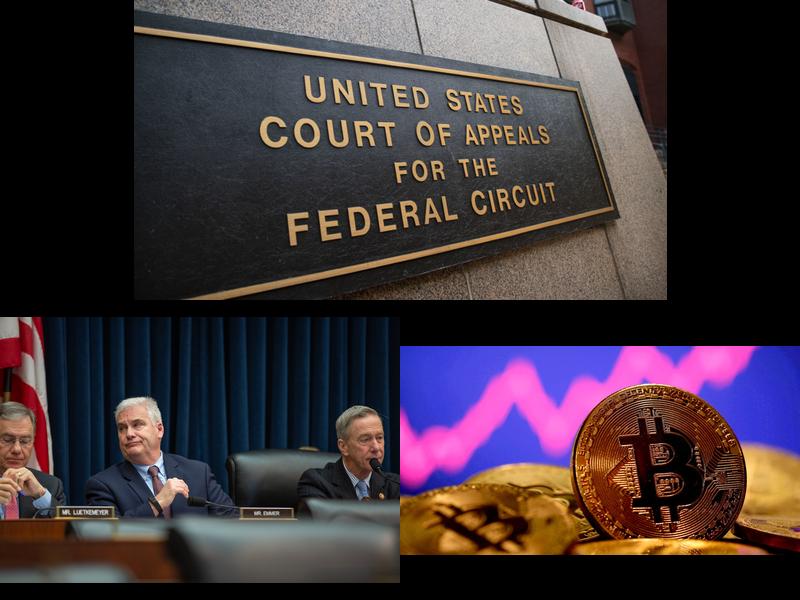 UNITED STATES
COURT OF APPEALS
FOR THE
FEDERAL CIRCUIT
MR. LUETKEMEYER
MR. EMMER